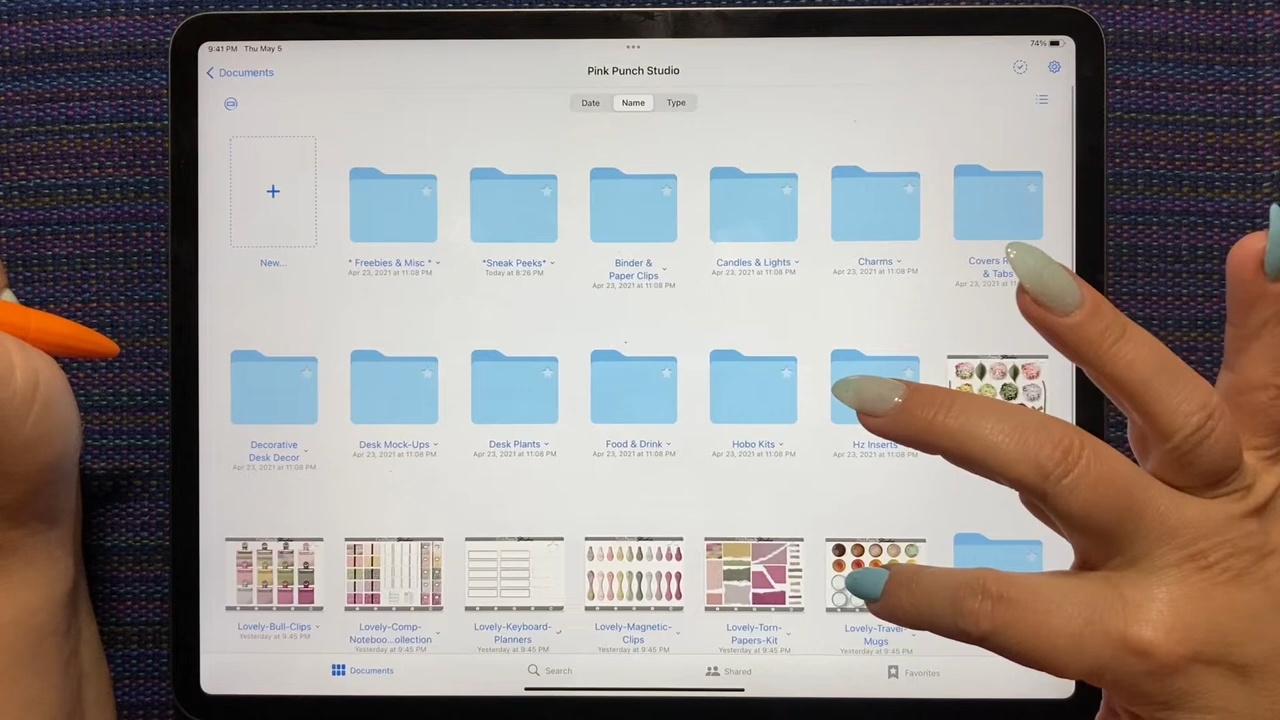 9:41 PM Thu May 5
74%
Documents
Pink Punch Studio
Date
Name
Type
New...
* Freebies & Misc *
Apr 23, 2021 at 11:08 PM
*Sneak Peeks*
Today at 8:26 PM
Binder &
Paper Clips
Apr 23, 2021 at 11:08 PM
Candles & Lights
Apr 23, 2021 at 11:08 PM
Charms
Apr 23, 2021 at 11:08 PM
Covers
& Tabs
Apr 23, 2021 at
Decorative
Desk Decor
Apr 23, 2021 at 11:08 PM
Desk Mock-Ups
Apr 23, 2021 at 11:08 PM
Desk Plants
Apr 23, 2021 at 11:08 PM
Food & Drink
Apr 23, 2021 at 11:08 PM
Hobo Kits
Apr 23, 2021 at 11:08 PM
Hz Inserts
Apr 23, 2021 at 11:08
Lovely-Bull-Clips
Yesterday at 9:45 PM
Lovely-Comp-
Noteboo...ollection
Yesterday at 9:45 PM
Lovely-Keyboard-
Planners
Yesterday at 9:45 PM
Lovely-Magnetic-
Clips
Yesterday at 9:45 PM
Lovely-Torn-
Papers-Kit
Yesterday at 9:45 PM
Lovely-Travel-
Mugs
Yesterday at 9:45 PM
Documents
Search
Shared
Favorites